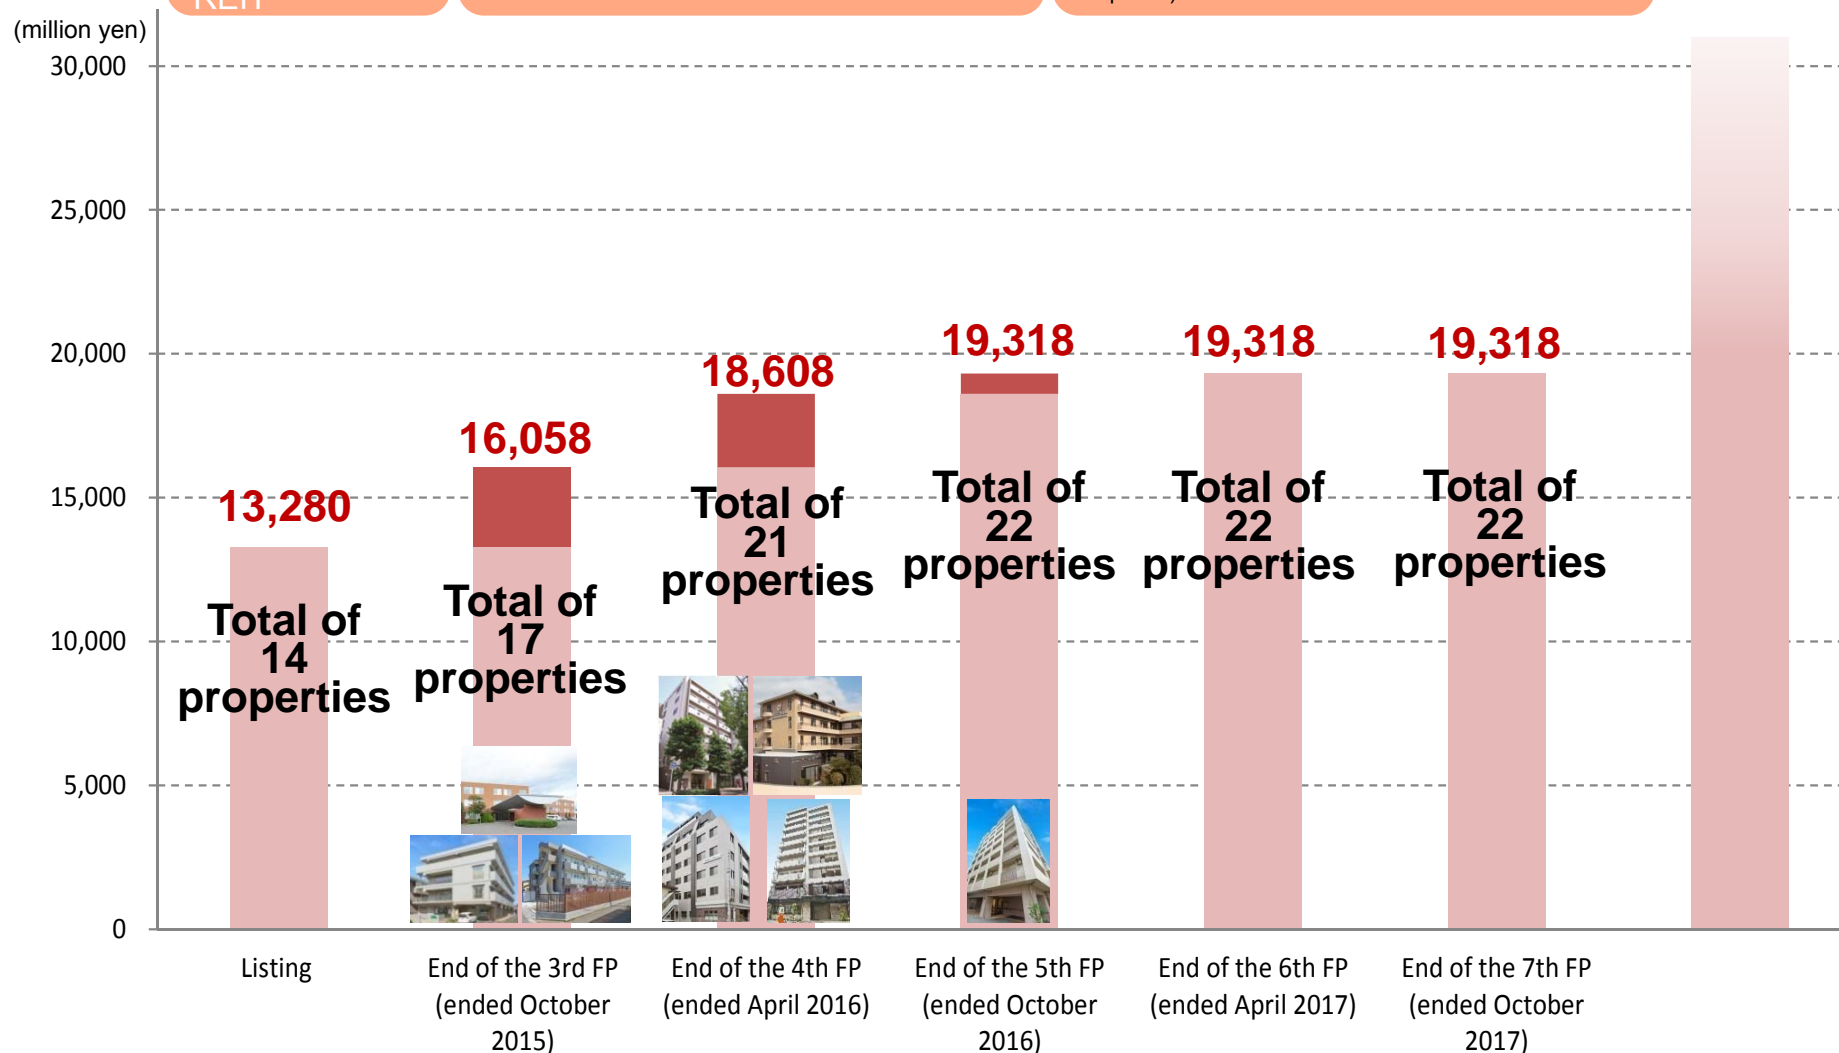 (million yen)
30,000
25,000
20,000
15,000
10,000
5,000
0
13,280
Total of
14
properties
16,058
Total of
17
properties
18,608
Total of
21
properties
19,318
Total of
22
properties
19,318
Total of
22
properties
19,318
Total of
22
properties
Listing
End of the 3rd FP
(ended October
2015)
End of the 4th FP
(ended April 2016)
End of the 5th FP
(ended October
2016)
End of the 6th FP
(ended April 2017)
End of the 7th FP
(ended October
2017)